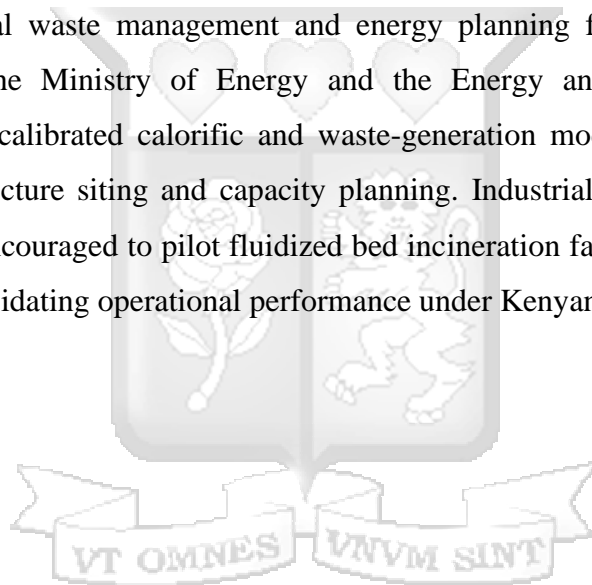 al waste management and energy planning f
he Ministry of Energy and the Energy an
calibrated calorific and waste-generation mo
cture siting and capacity planning. Industrial
couraged to pilot fluidized bed incineration fa
idating operational performance under Kenyan
VT OMNES VNVM SINT